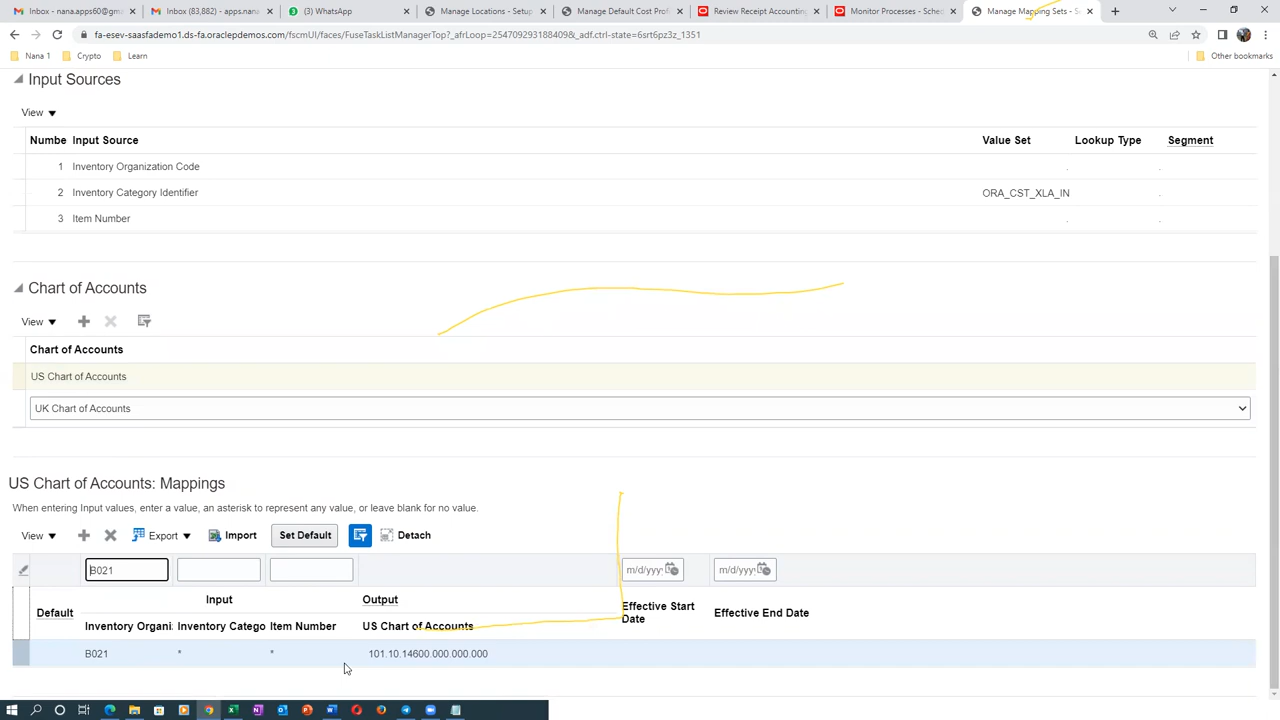 Inbox - nana.apps60@gma
Inbox (83,882) - apps.nana
(3) WhatsApp
Manage Locations - Setup
Manage Default Cost Prof
Review Receipt Accounting
Monitor Processes - Sche
Manage Mapping Sets - S
fa-esev-saasfademo1.ds-fa.oraclepdemos.com/fscmUI/faces/FuseTaskListManagerTop?_afrLoop=2547092931884098&_adf.ctrl-state=6srt6pz3z_1351
Nana 1
Crypto
Learn
Other bookmarks
Input Sources
View
Numbe Input Source Value Set Lookup Type Segment
1 Inventory Organization Code
2 Inventory Category Identifier ORA_CST_XLA_IN
3 Item Number
Chart of Accounts
View
Chart of Accounts
US Chart of Accounts
UK Chart of Accounts
US Chart of Accounts: Mappings
When entering Input values, enter a value, an asterisk to represent any value, or leave blank for no value.
View Export Import Set Default Detach
B021 m/d/yyy m/d/yyy
Default Input Output Effective Start Date Effective End Date
Inventory Organi: Inventory Catego Item Number US Chart of Accounts
B021 * * 101.10.14600.000.000.000